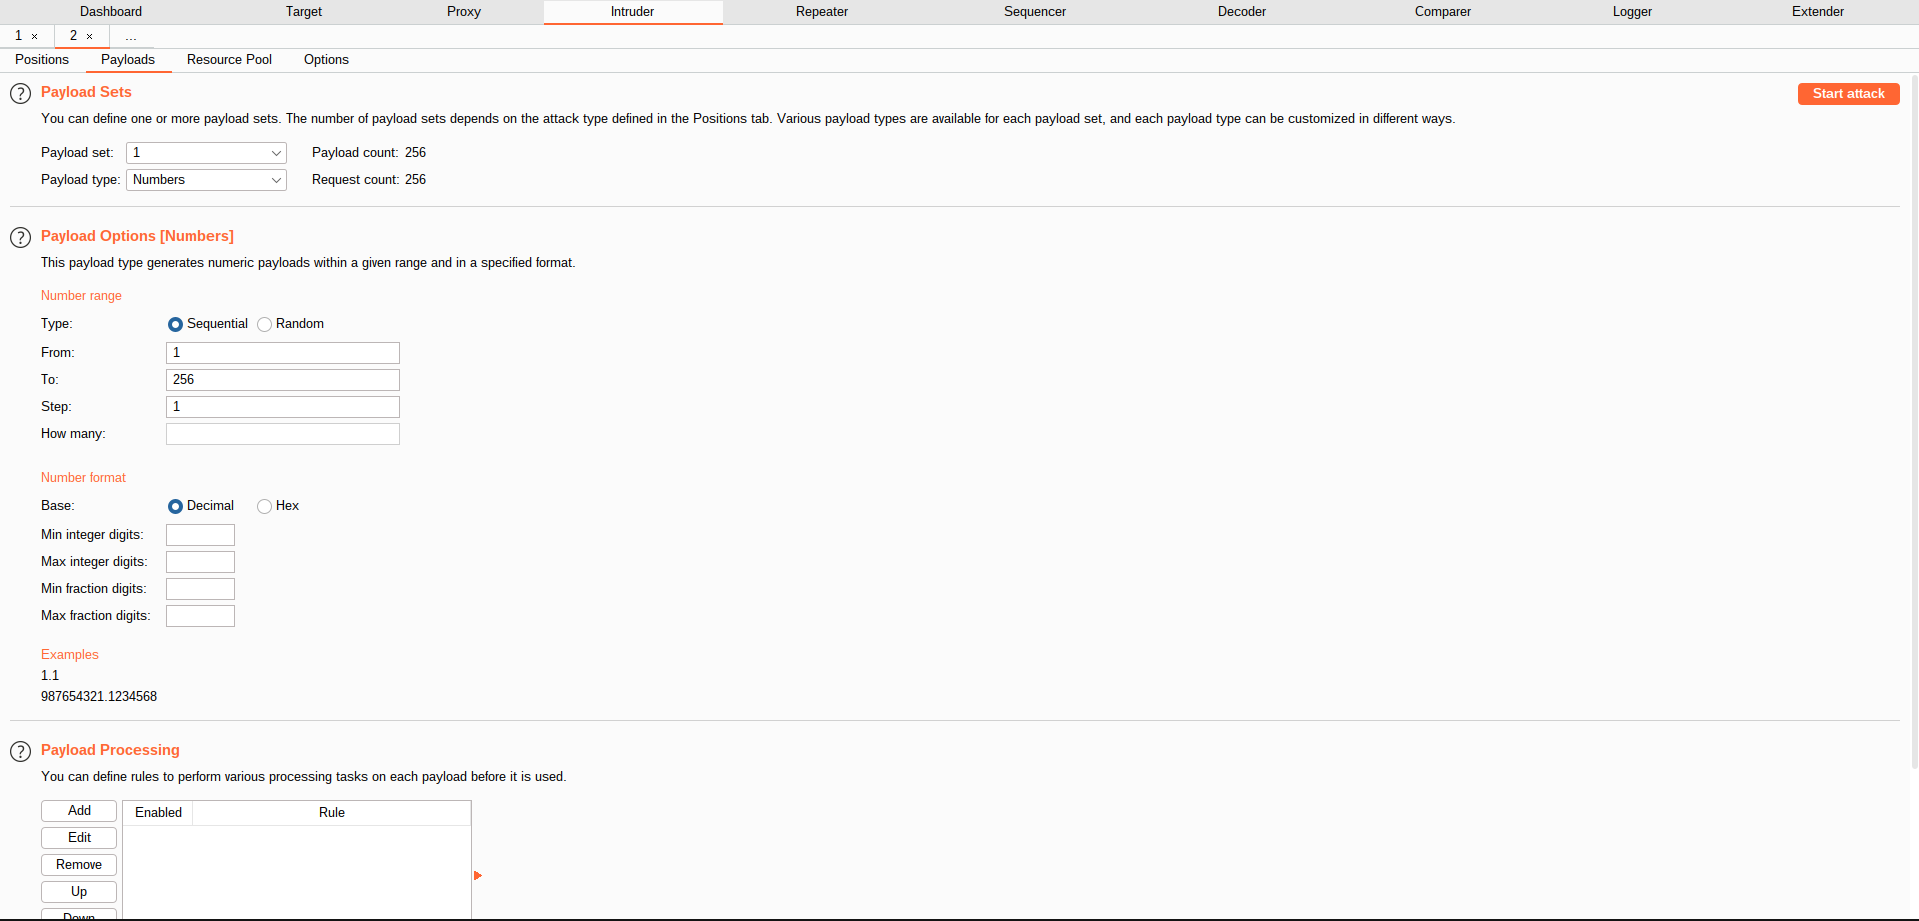 Dashboard Target Proxy Intruder Repeater Sequencer Decoder Comparer Logger Extender
1 × 2 × ...
Positions Payloads Resource Pool Options
? Payload Sets Start attack
You can define one or more payload sets. The number of payload sets depends on the attack type defined in the Positions tab. Various payload types are available for each payload set, and each payload type can be customized in different ways.
Payload set: 1 Payload count: 256
Payload type: Numbers Request count: 256
? Payload Options [Numbers]
This payload type generates numeric payloads within a given range and in a specified format.
Number range
Type: Sequential Random
From: 1
To: 256
Step: 1
How many:
Number format
Base: Decimal Hex
Min integer digits:
Max integer digits:
Min fraction digits:
Max fraction digits:
Examples
1.1
987654321.1234568
? Payload Processing
You can define rules to perform various processing tasks on each payload before it is used.
Add Enabled Rule
Edit
Remove
Up
Down